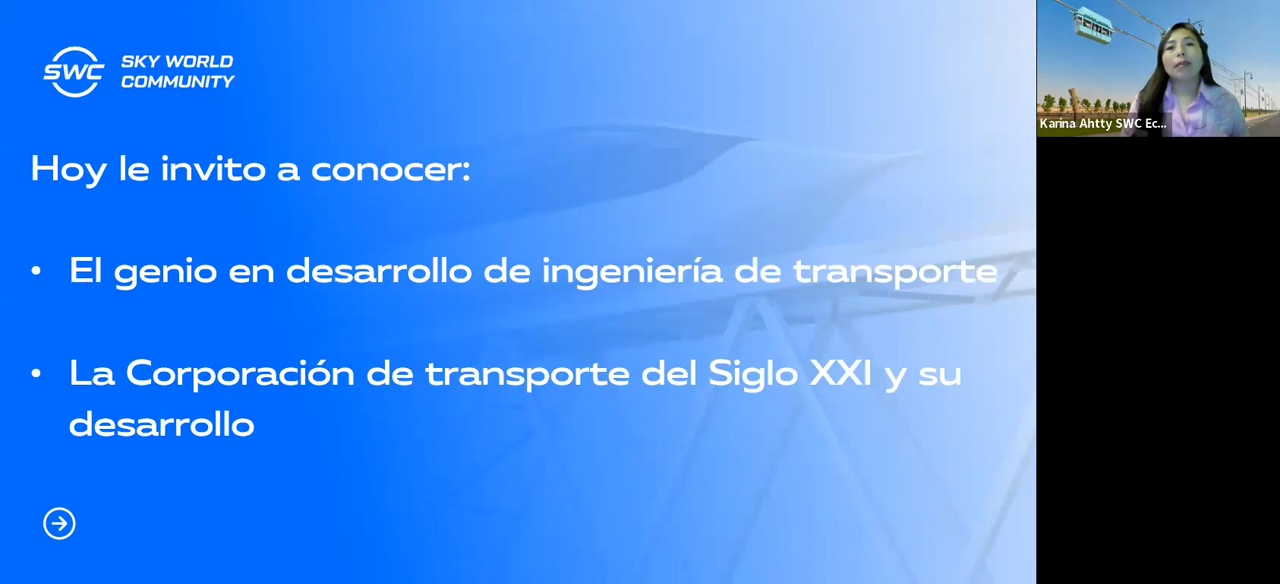 SWC
SKY WORLD
COMMUNITY
Hoy le invito a conocer:
• El genio en desarrollo de ingeniería de transporte
• La Corporación de transporte del Siglo XXI y su
desarrollo
Karina Ahtty SWC Ec...